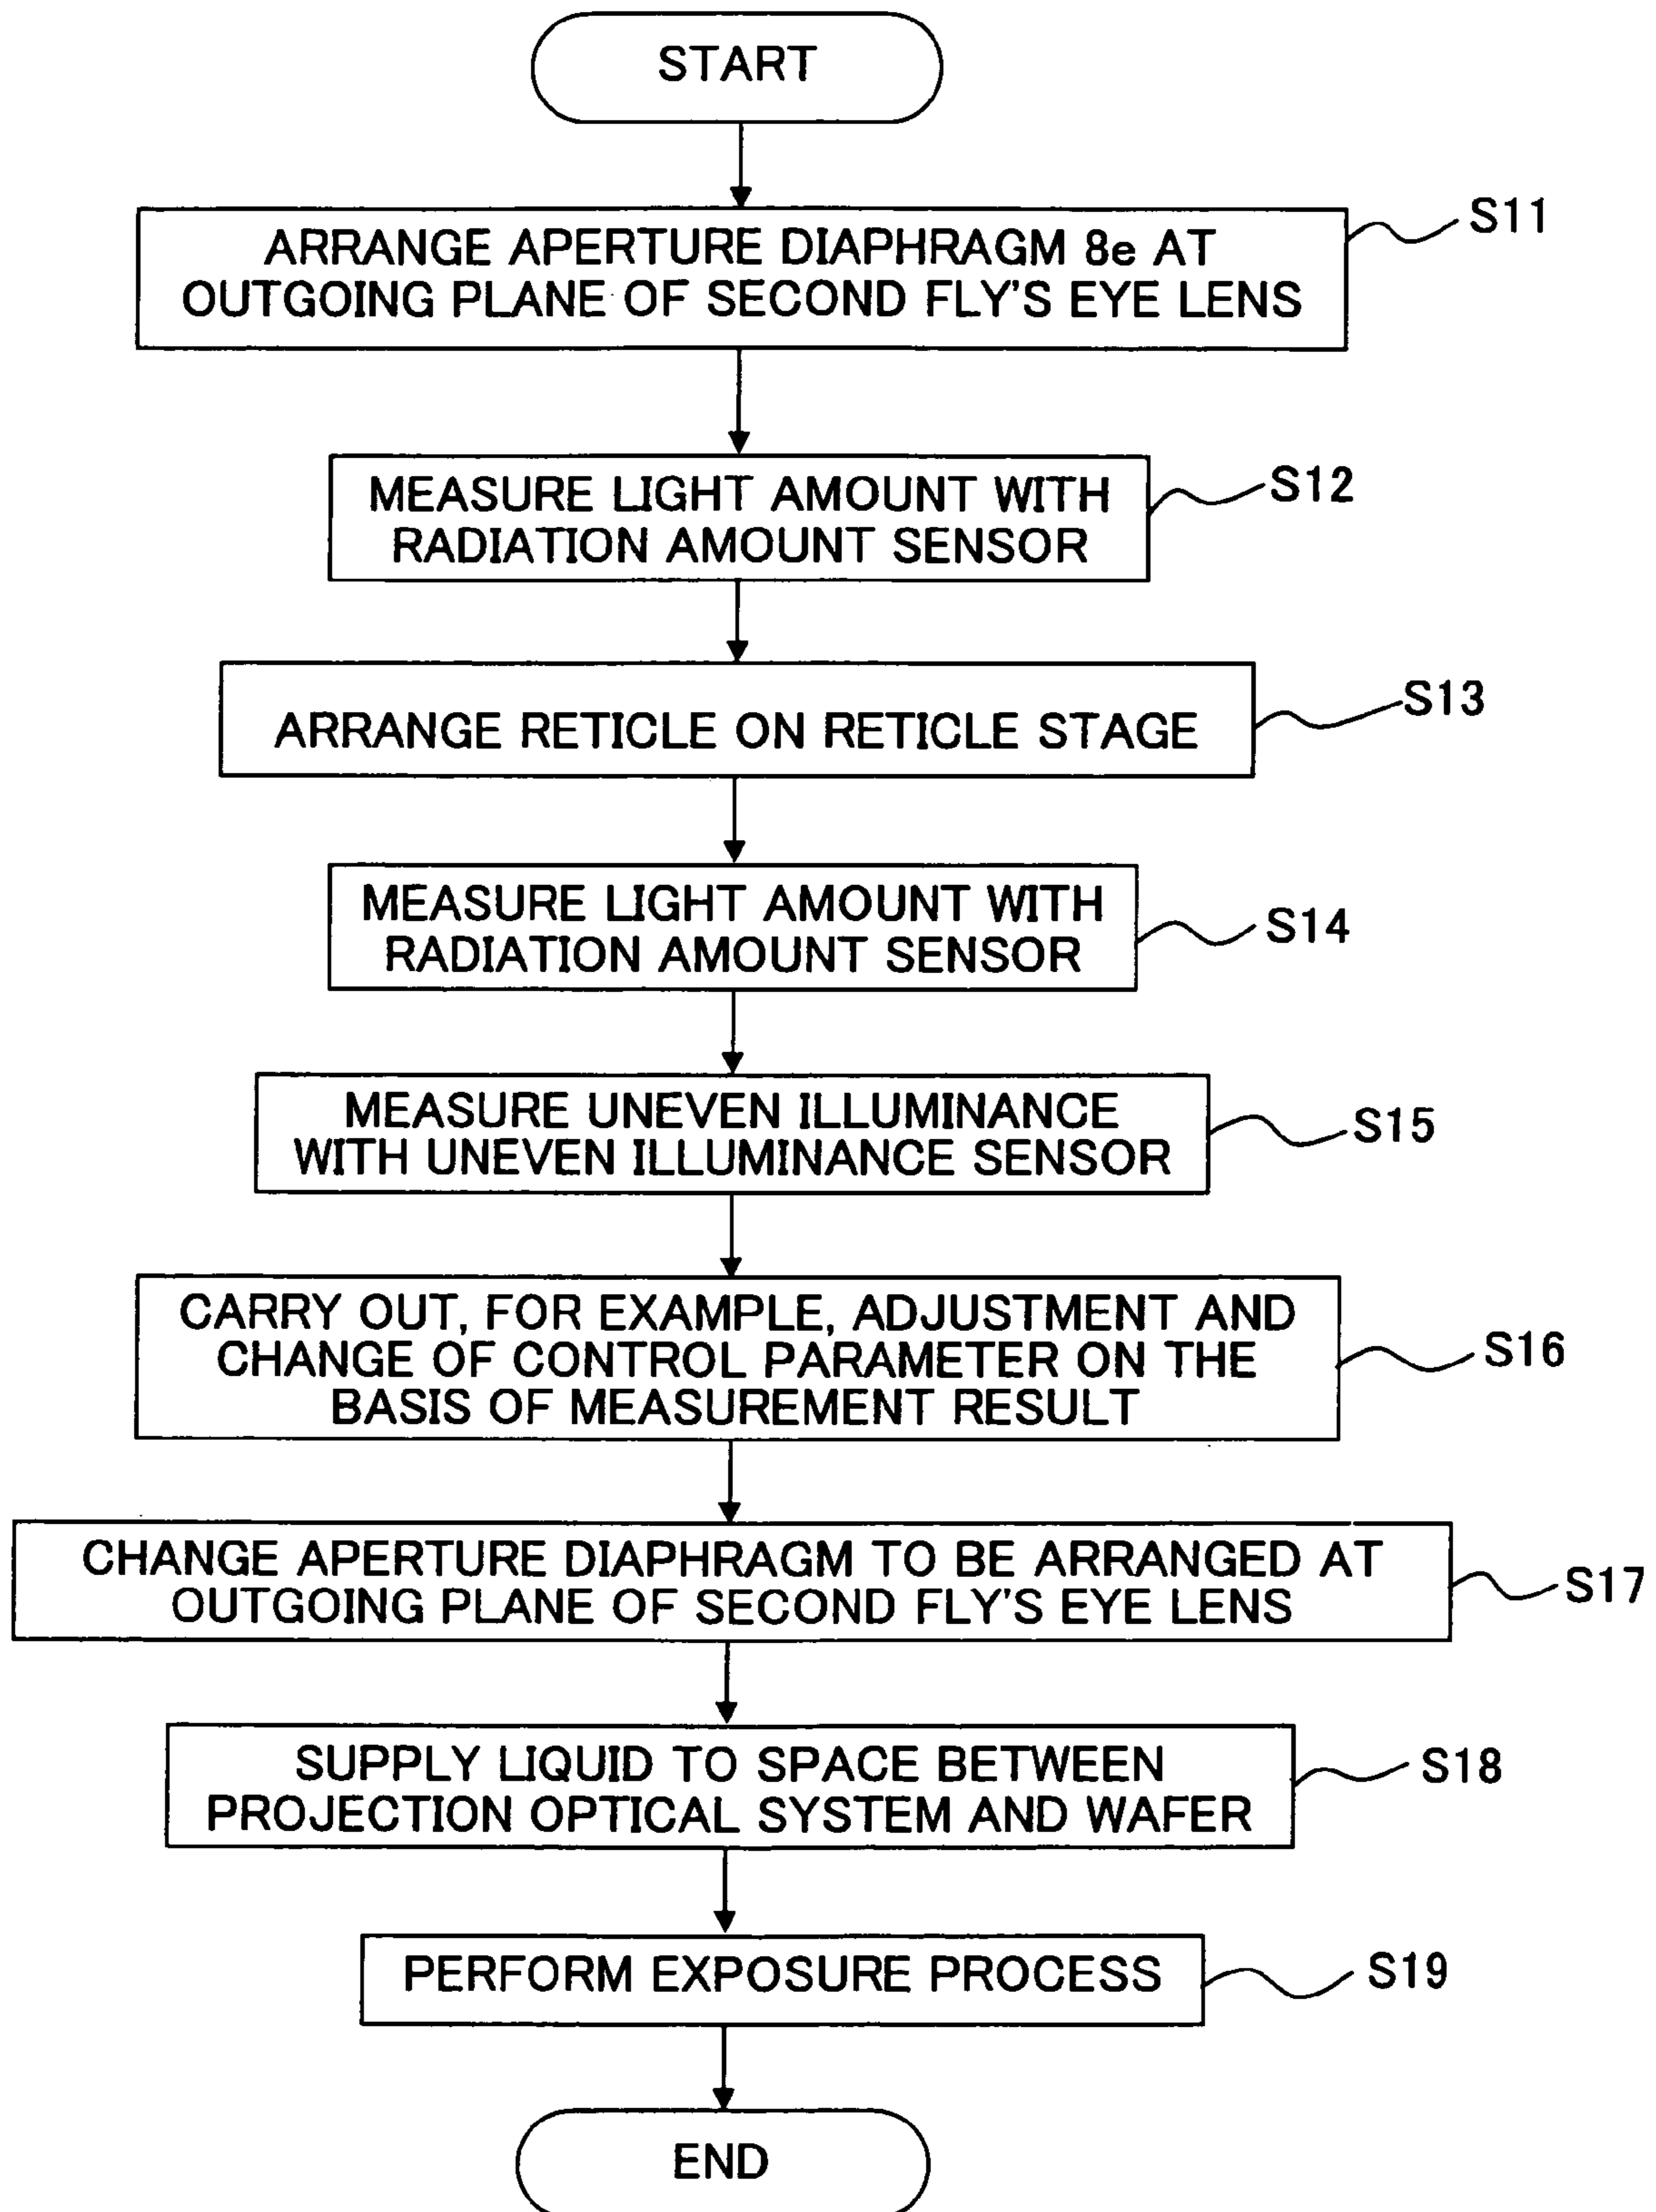 START
ARRANGE APERTURE DIAPHRAGM 8e AT
OUTGOING PLANE OF SECOND FLY'S EYE LENS
S11
MEASURE LIGHT AMOUNT WITH
RADIATION AMOUNT SENSOR
S12
ARRANGE RETICLE ON RETICLE STAGE
S13
MEASURE LIGHT AMOUNT WITH
RADIATION AMOUNT SENSOR
S14
MEASURE UNEVEN ILLUMINANCE
WITH UNEVEN ILLUMINANCE SENSOR
S15
CARRY OUT, FOR EXAMPLE, ADJUSTMENT AND
CHANGE OF CONTROL PARAMETER ON THE
BASIS OF MEASUREMENT RESULT
S16
CHANGE APERTURE DIAPHRAGM TO BE ARRANGED AT
OUTGOING PLANE OF SECOND FLY'S EYE LENS
S17
SUPPLY LIQUID TO SPACE BETWEEN
PROJECTION OPTICAL SYSTEM AND WAFER
S18
PERFORM EXPOSURE PROCESS
S19
END